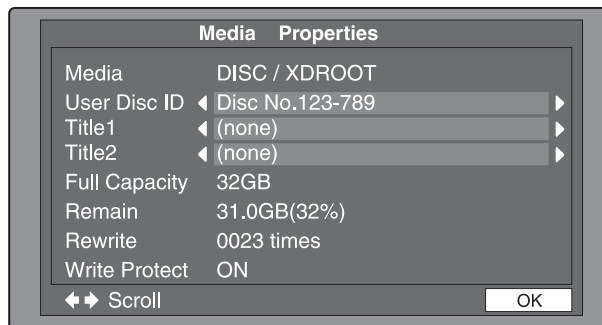 Media Properties
Media DISC / XDROOT
User Disc ID Disc No.123-789
Title1 (none)
Title2 (none)
Full Capacity 32GB
Remain 31.0GB(32%)
Rewrite 0023 times
Write Protect ON
Scroll OK